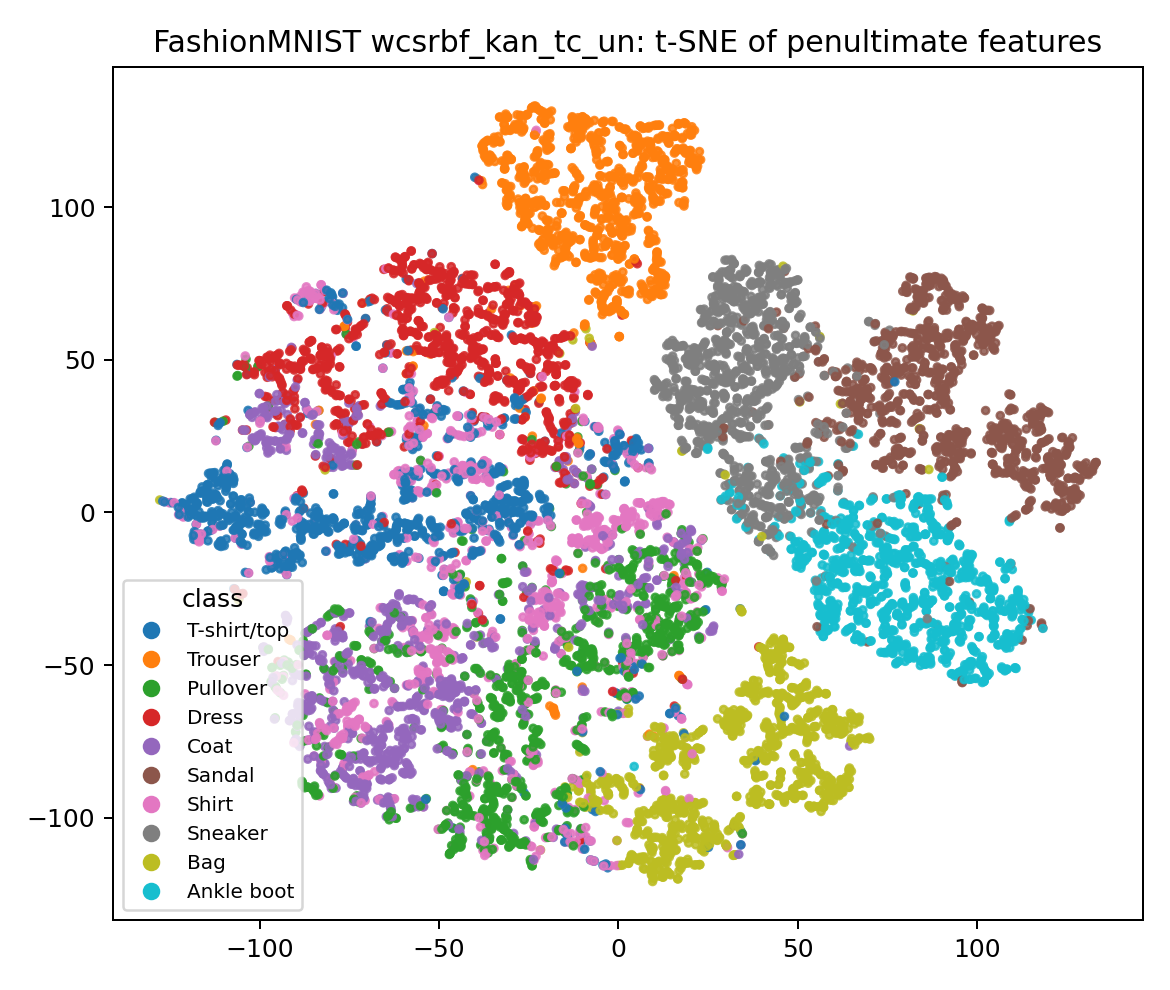 FashionMNIST wcsrbf_kan_tc_un: t-SNE of penultimate features
100
50
0
−50
−100
class
T-shirt/top
Trouser
Pullover
Dress
Coat
Sandal
Shirt
Sneaker
Bag
Ankle boot
−100
−50
0
50
100